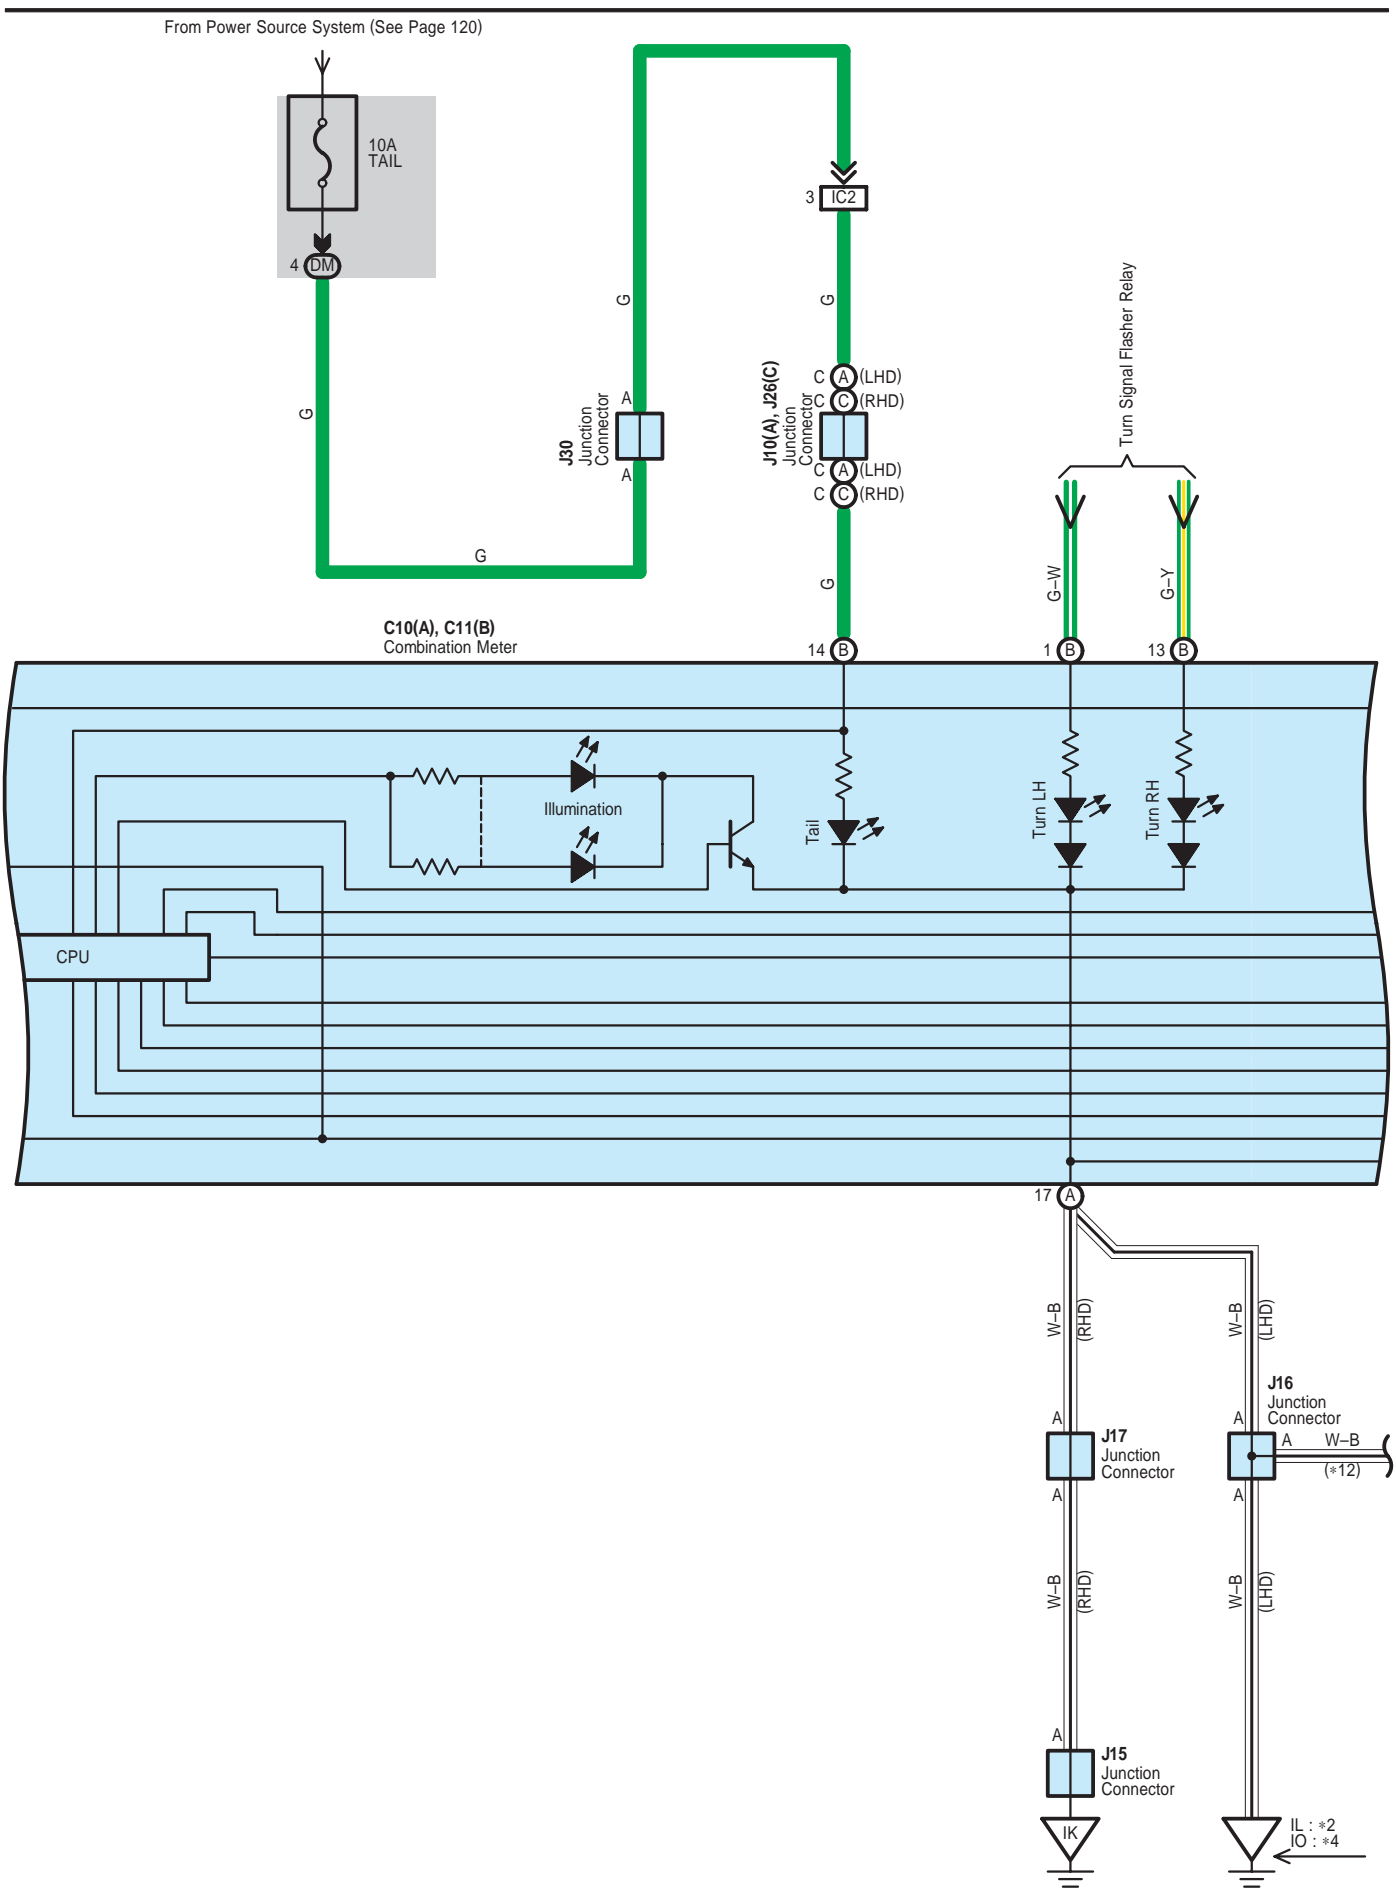 From Power Source System (See Page 120)
10A
TAIL
4 DM
G
G
A
J30
Junction
Connector
A
G
3 IC2
G
C A (LHD)
C C (RHD)
J10(A), J26(C)
Junction
Connector
C A (LHD)
C C (RHD)
G
Turn Signal Flasher Relay
G–W
G–Y
C10(A), C11(B)
Combination Meter
14 B
1 B
13 B
Illumination
Tail
Turn LH
Turn RH
CPU
17 A
W–B
(RHD)
W–B
(LHD)
A
J17
Junction
Connector
A
J16
Junction
Connector
A
A W–B
(*12)
A
W–B
(RHD)
W–B
(LHD)
A
J15
Junction
Connector
IK
IL : *2
IO : *4